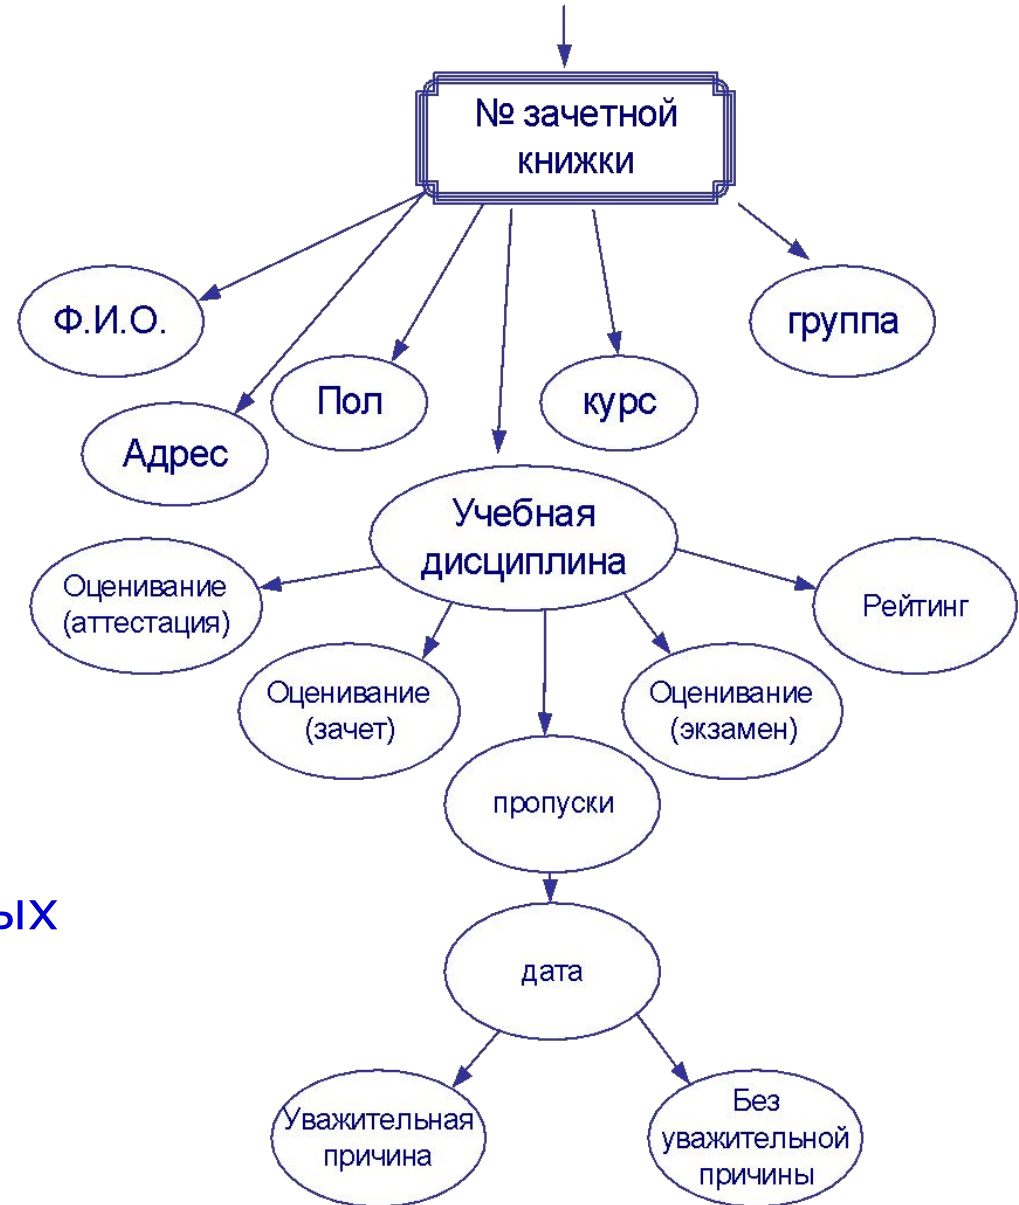 № зачетной
книжки
Ф.И.О.
группа
Пол
курс
Адрес
Учебная
дисциплина
Оценивание
(аттестация)
Рейтинг
Оценивание
(зачет)
Оценивание
(экзамен)
пропуски
ых
дата
Уважительная
причина
Без
уважительной
причины